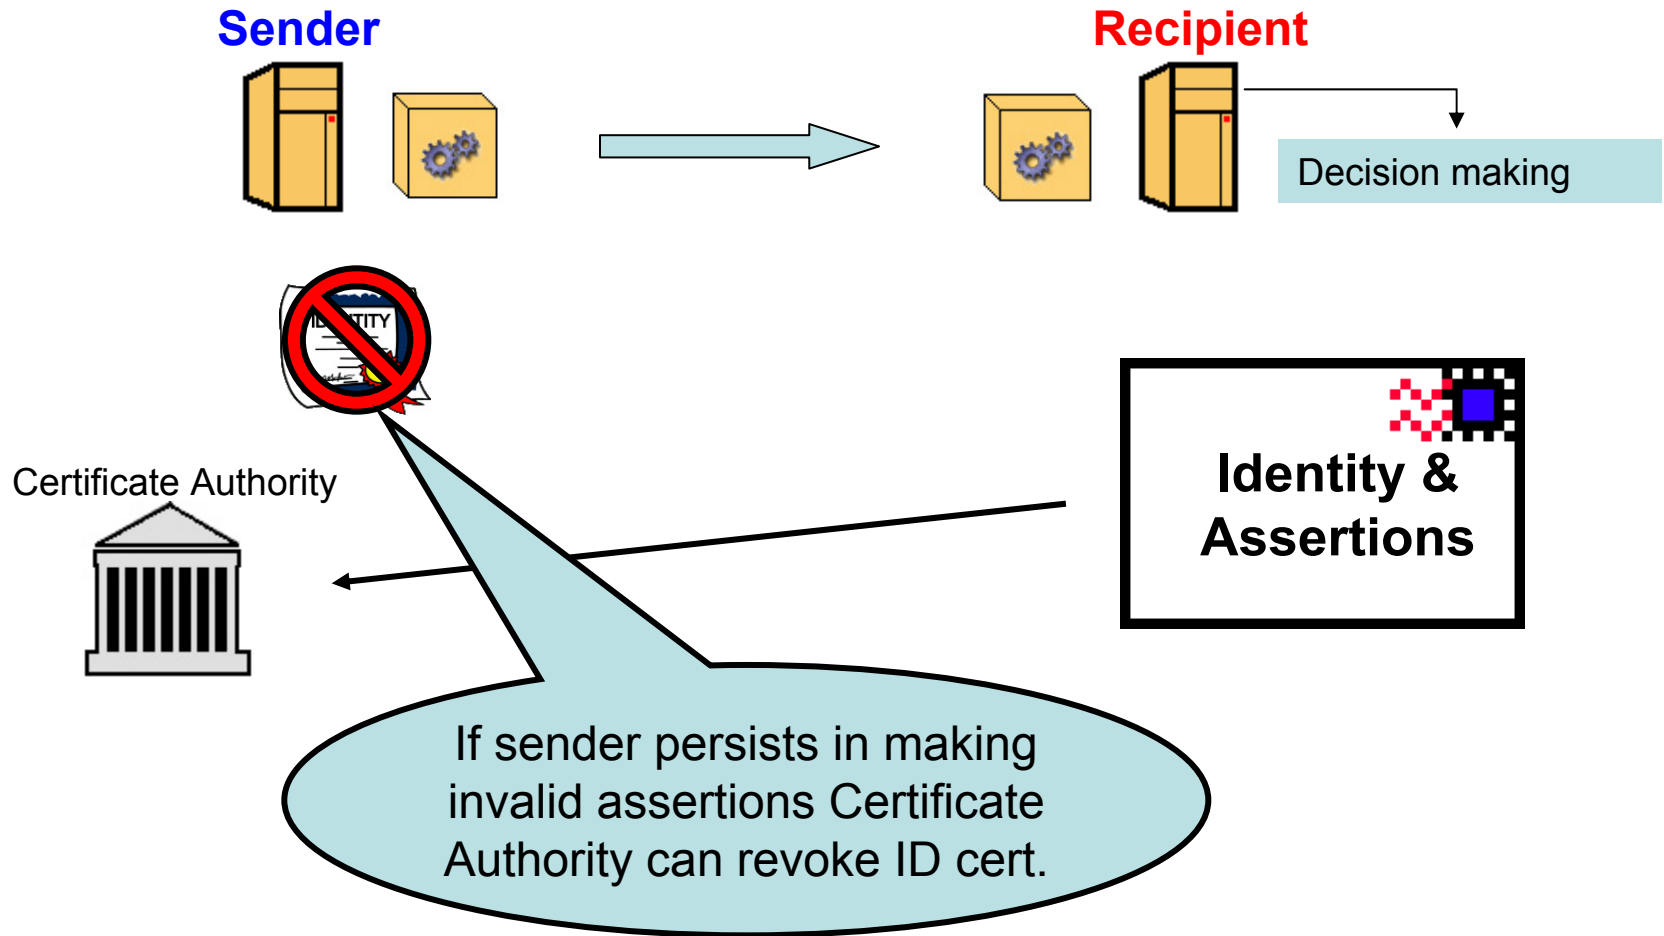 Sender
Recipient
Decision making
IDENTITY
Certificate Authority
Identity &
Assertions
If sender persists in making
invalid assertions Certificate
Authority can revoke ID cert.